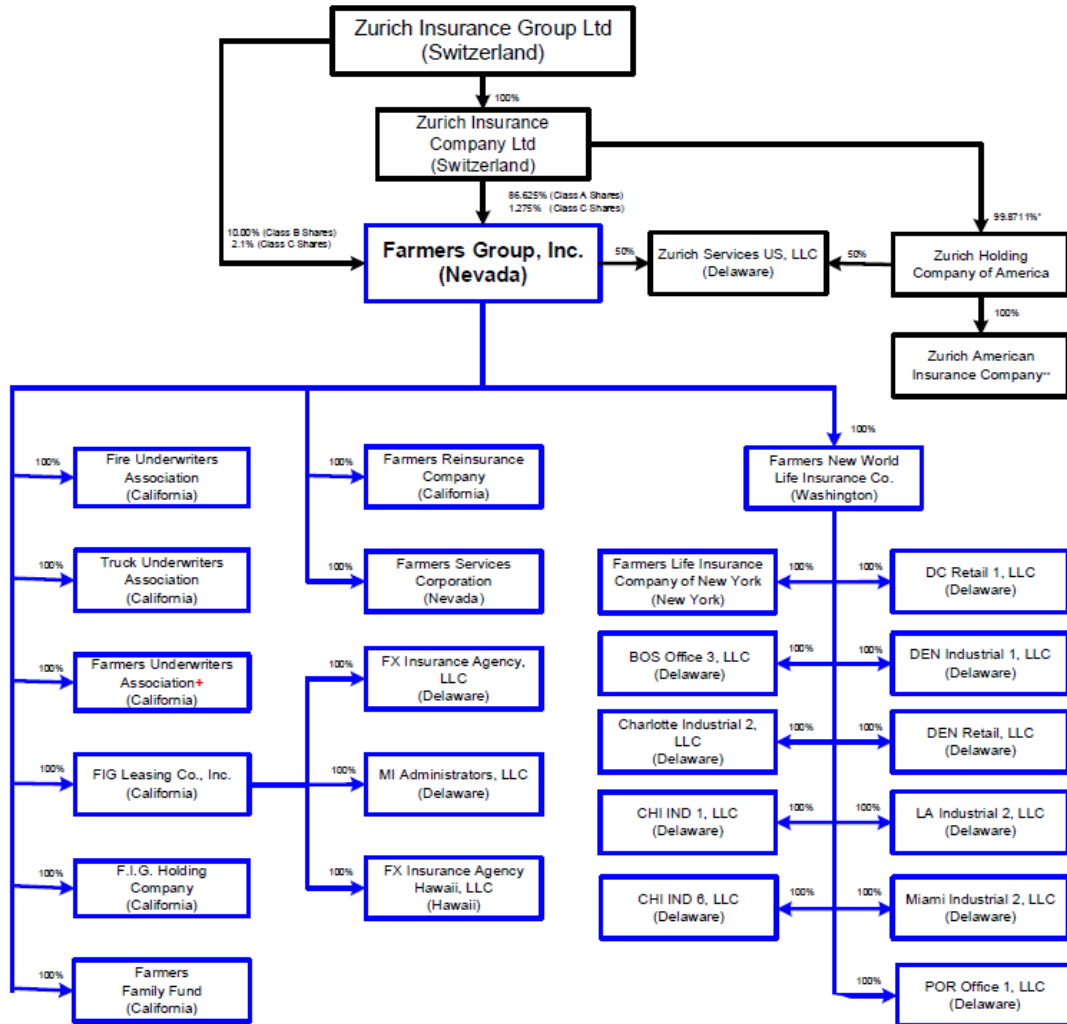 Zurich Insurance Group Ltd
(Switzerland)
100%
Zurich Insurance
Company Ltd
(Switzerland)
86.625% (Class A Shares)
1.275% (Class C Shares)
10.00% (Class B Shares)
2.1% (Class C Shares)
99.8711%*
Farmers Group, Inc.
(Nevada)
50%
Zurich Services US, LLC
(Delaware)
50%
Zurich Holding
Company of America
100%
Zurich American
Insurance Company**
100%
Fire Underwriters
Association
(California)
100%
Truck Underwriters
Association
(California)
100%
Farmers Underwriters
Association+
(California)
100%
FIG Leasing Co., Inc.
(California)
100%
F.I.G. Holding
Company
(California)
100%
Farmers
Family Fund
(California)
100%
Farmers Reinsurance
Company
(California)
100%
Farmers Services
Corporation
(Nevada)
100%
FX Insurance Agency,
LLC
(Delaware)
100%
MI Administrators, LLC
(Delaware)
100%
FX Insurance Agency
Hawaii, LLC
(Hawaii)
100%
Farmers New World
Life Insurance Co.
(Washington)
Farmers Life Insurance
Company of New York
(New York)
100%
100%
DC Retail 1, LLC
(Delaware)
BOS Office 3, LLC
(Delaware)
100%
100%
DEN Industrial 1, LLC
(Delaware)
Charlotte Industrial 2,
LLC
(Delaware)
100%
100%
DEN Retail, LLC
(Delaware)
CHI IND 1, LLC
(Delaware)
100%
100%
LA Industrial 2, LLC
(Delaware)
CHI IND 6, LLC
(Delaware)
100%
100%
Miami Industrial 2, LLC
(Delaware)
100%
POR Office 1, LLC
(Delaware)